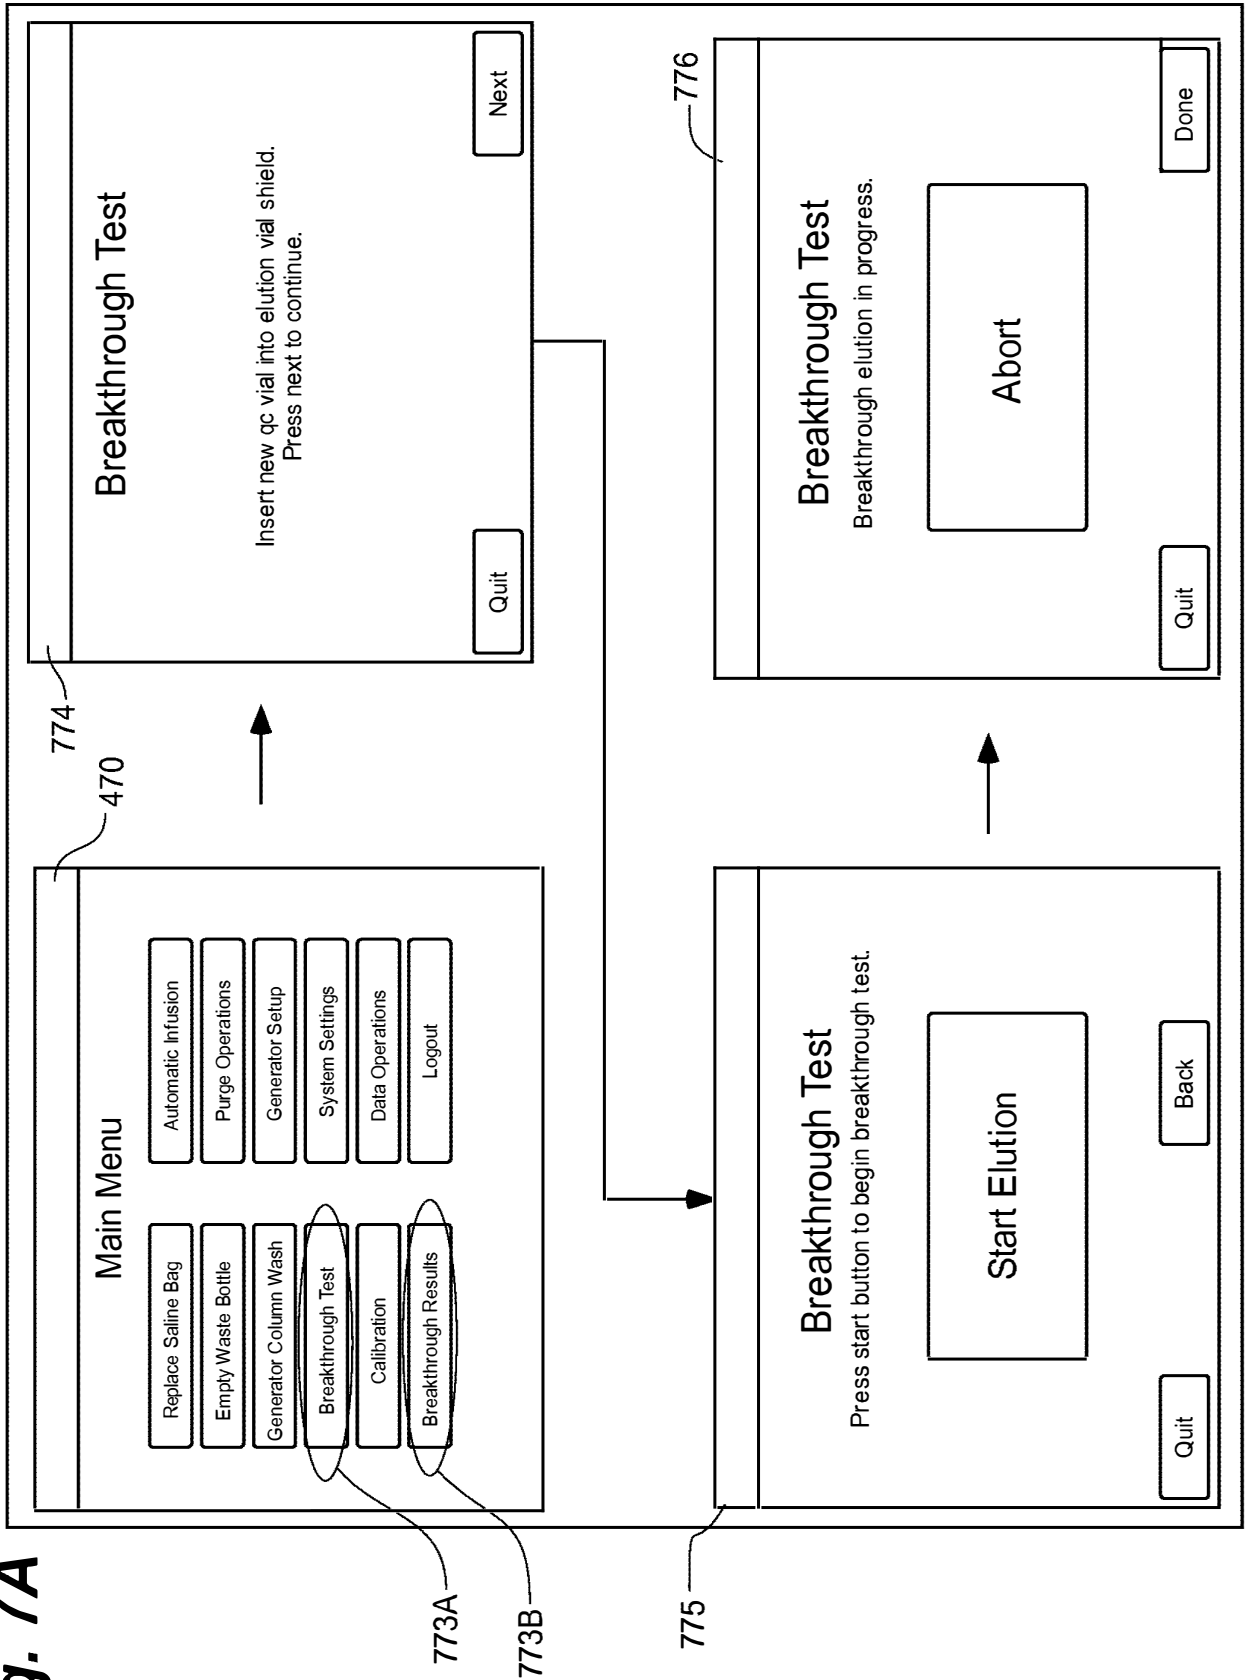 470
Main Menu
Replace Saline Bag
Empty Waste Bottle
Generator Column Wash
Breakthrough Test
Calibration
Breakthrough Results
Automatic Infusion
Purge Operations
Generator Setup
System Settings
Data Operations
Logout
773A
773B
774
Breakthrough Test
Insert new qc vial into elution vial shield.
Press next to continue.
Quit
Next
775
Breakthrough Test
Press start button to begin breakthrough test.
Start Elution
Quit
Back
776
Breakthrough Test
Breakthrough elution in progress.
Abort
Quit
Done
g. 7A